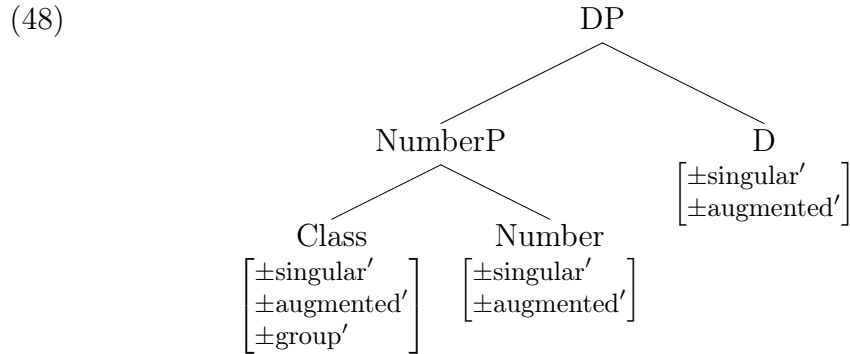 (48)
DP
NumberP
D
[±singular′
±augmented′]
Class
Number
[±singular′
±augmented′
±group′]
[±singular′
±augmented′]